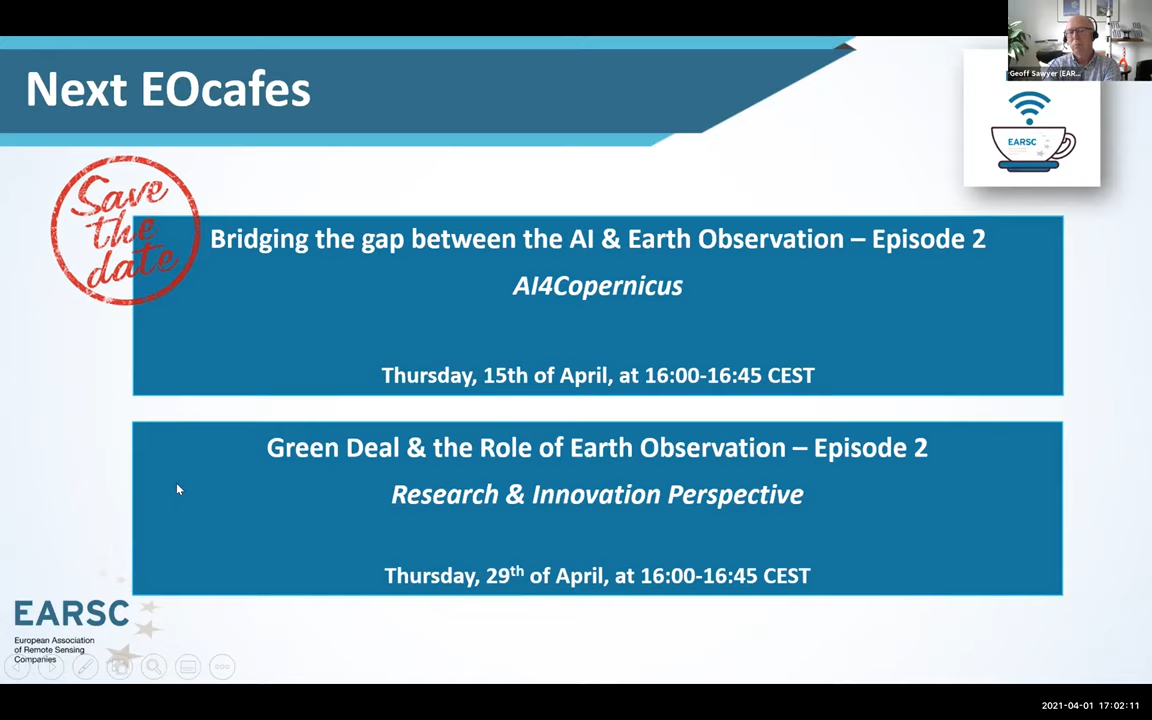 Next EOcafes
Geoff Sawyer (EAR...
EARSC
Save
the
date
Bridging the gap between the AI & Earth Observation – Episode 2
AI4Copernicus
Thursday, 15th of April, at 16:00-16:45 CEST
Green Deal & the Role of Earth Observation – Episode 2
Research & Innovation Perspective
Thursday, 29th of April, at 16:00-16:45 CEST
EARSC
European Association
of Remote Sensing
Companies
2021-04-01 17:02:11